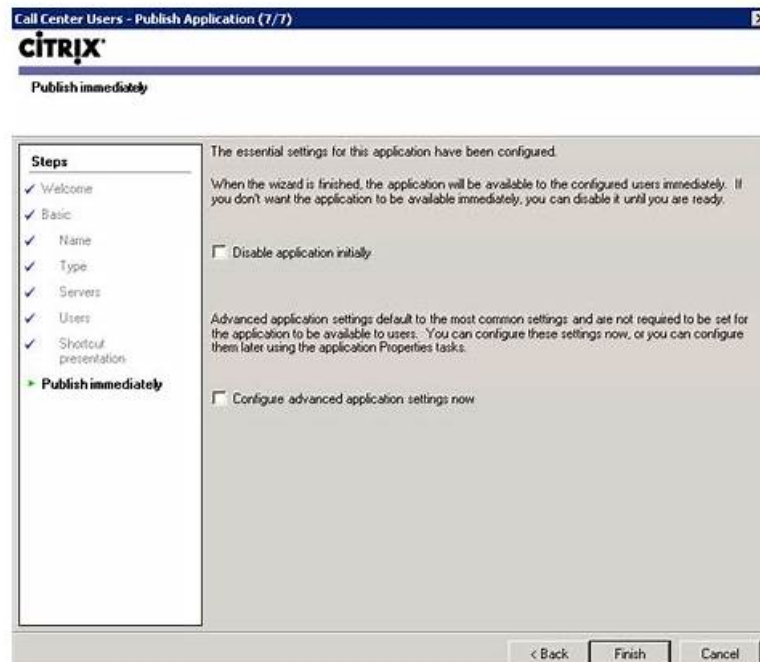 Call Center Users - Publish Application (7/7)
CİTRIX
Publish immediately
Steps
Welcome
Basic
Name
Type
Servers
Users
Shortcut
presentation
Publish immediately
The essential settings for this application have been configured.
When the wizard is finished, the application will be available to the configured users immediately. If
you don't want the application to be available immediately, you can disable it until you are ready.
Disable application initially
Advanced application settings default to the most common settings and are not required to be set for
the application to be available to users. You can configure these settings now, or you can configure
them later using the application Properties tasks.
Configure advanced application settings now
< Back
Finish
Cancel